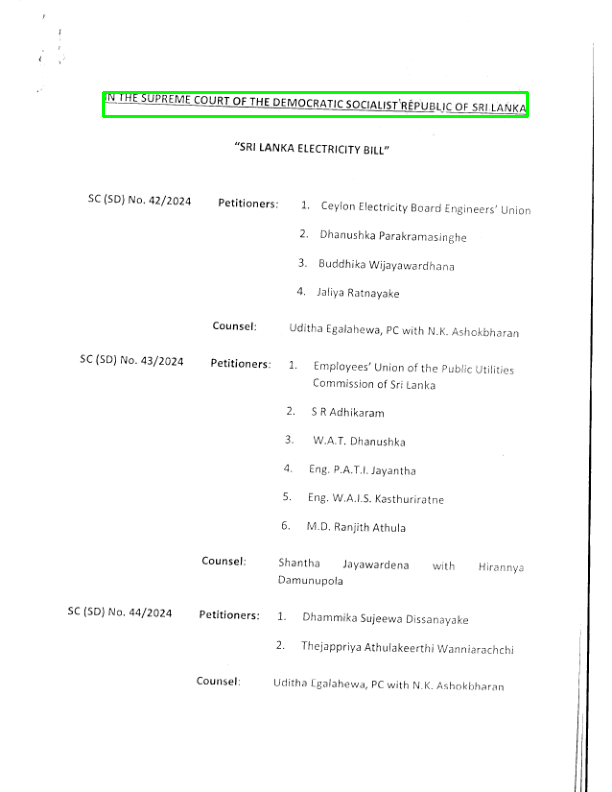 IN THE SUPREME COURT OF THE DEMOCRATIC SOCIALIST REPUBLIC OF SRI LANKA
"SRI LANKA ELECTRICITY BILL"
SC (SD) No. 42/2024 Petitioners: 1. Ceylon Electricity Board Engineers' Union
2. Dhanushka Parakramasinghe
3. Buddhika Wijayawardhana
4. Jaliya Ratnayake
Counsel: Uditha Egalahewa, PC with N.K. Ashokbharan
SC (SD) No. 43/2024 Petitioners: 1. Employees' Union of the Public Utilities
Commission of Sri Lanka
2. S R Adhikaram
3. W.A.T. Dhanushka
4. Eng. P.A.T.I. Jayantha
5. Eng. W.A.I.S. Kasthuriratne
6. M.D. Ranjith Athula
Counsel: Shantha Jayawardena with Hirannya
Damunupola
SC (SD) No. 44/2024 Petitioners: 1. Dhammika Sujeewa Dissanayake
2. Thejappriya Athulakeerthi Wanniarachchi
Counsel: Uditha Egalahewa, PC with N.K. Ashokbharan